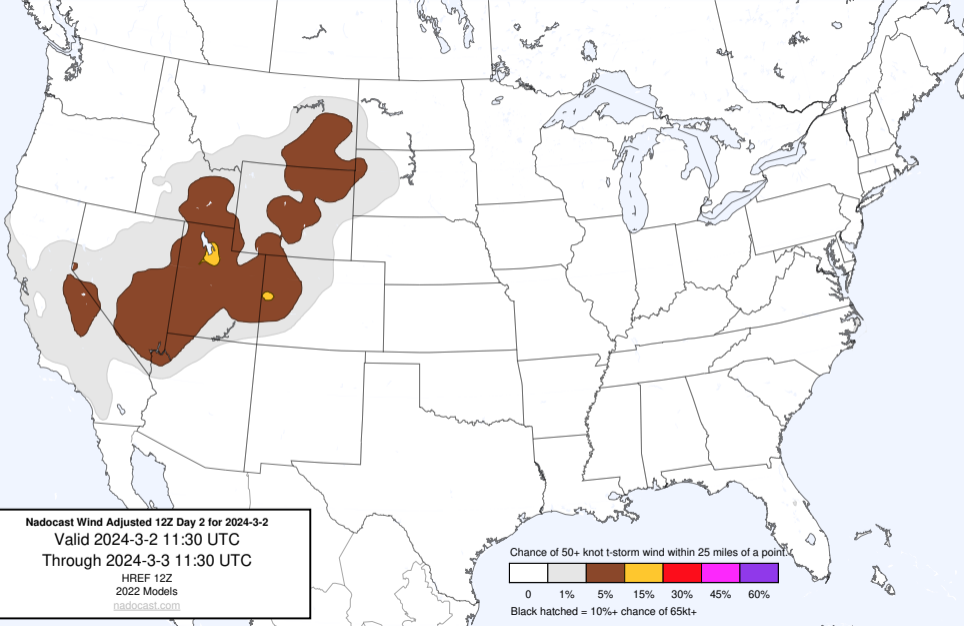 Nadocast Wind Adjusted 12Z Day 2 for 2024-3-2
Valid 2024-3-2 11:30 UTC
Through 2024-3-3 11:30 UTC
HREF 12Z
2022 Models
nadocast.com
Chance of 50+ knot t-storm wind within 25 miles of a point.
0 1% 5% 15% 30% 45% 60%
Black hatched = 10%+ chance of 65kt+